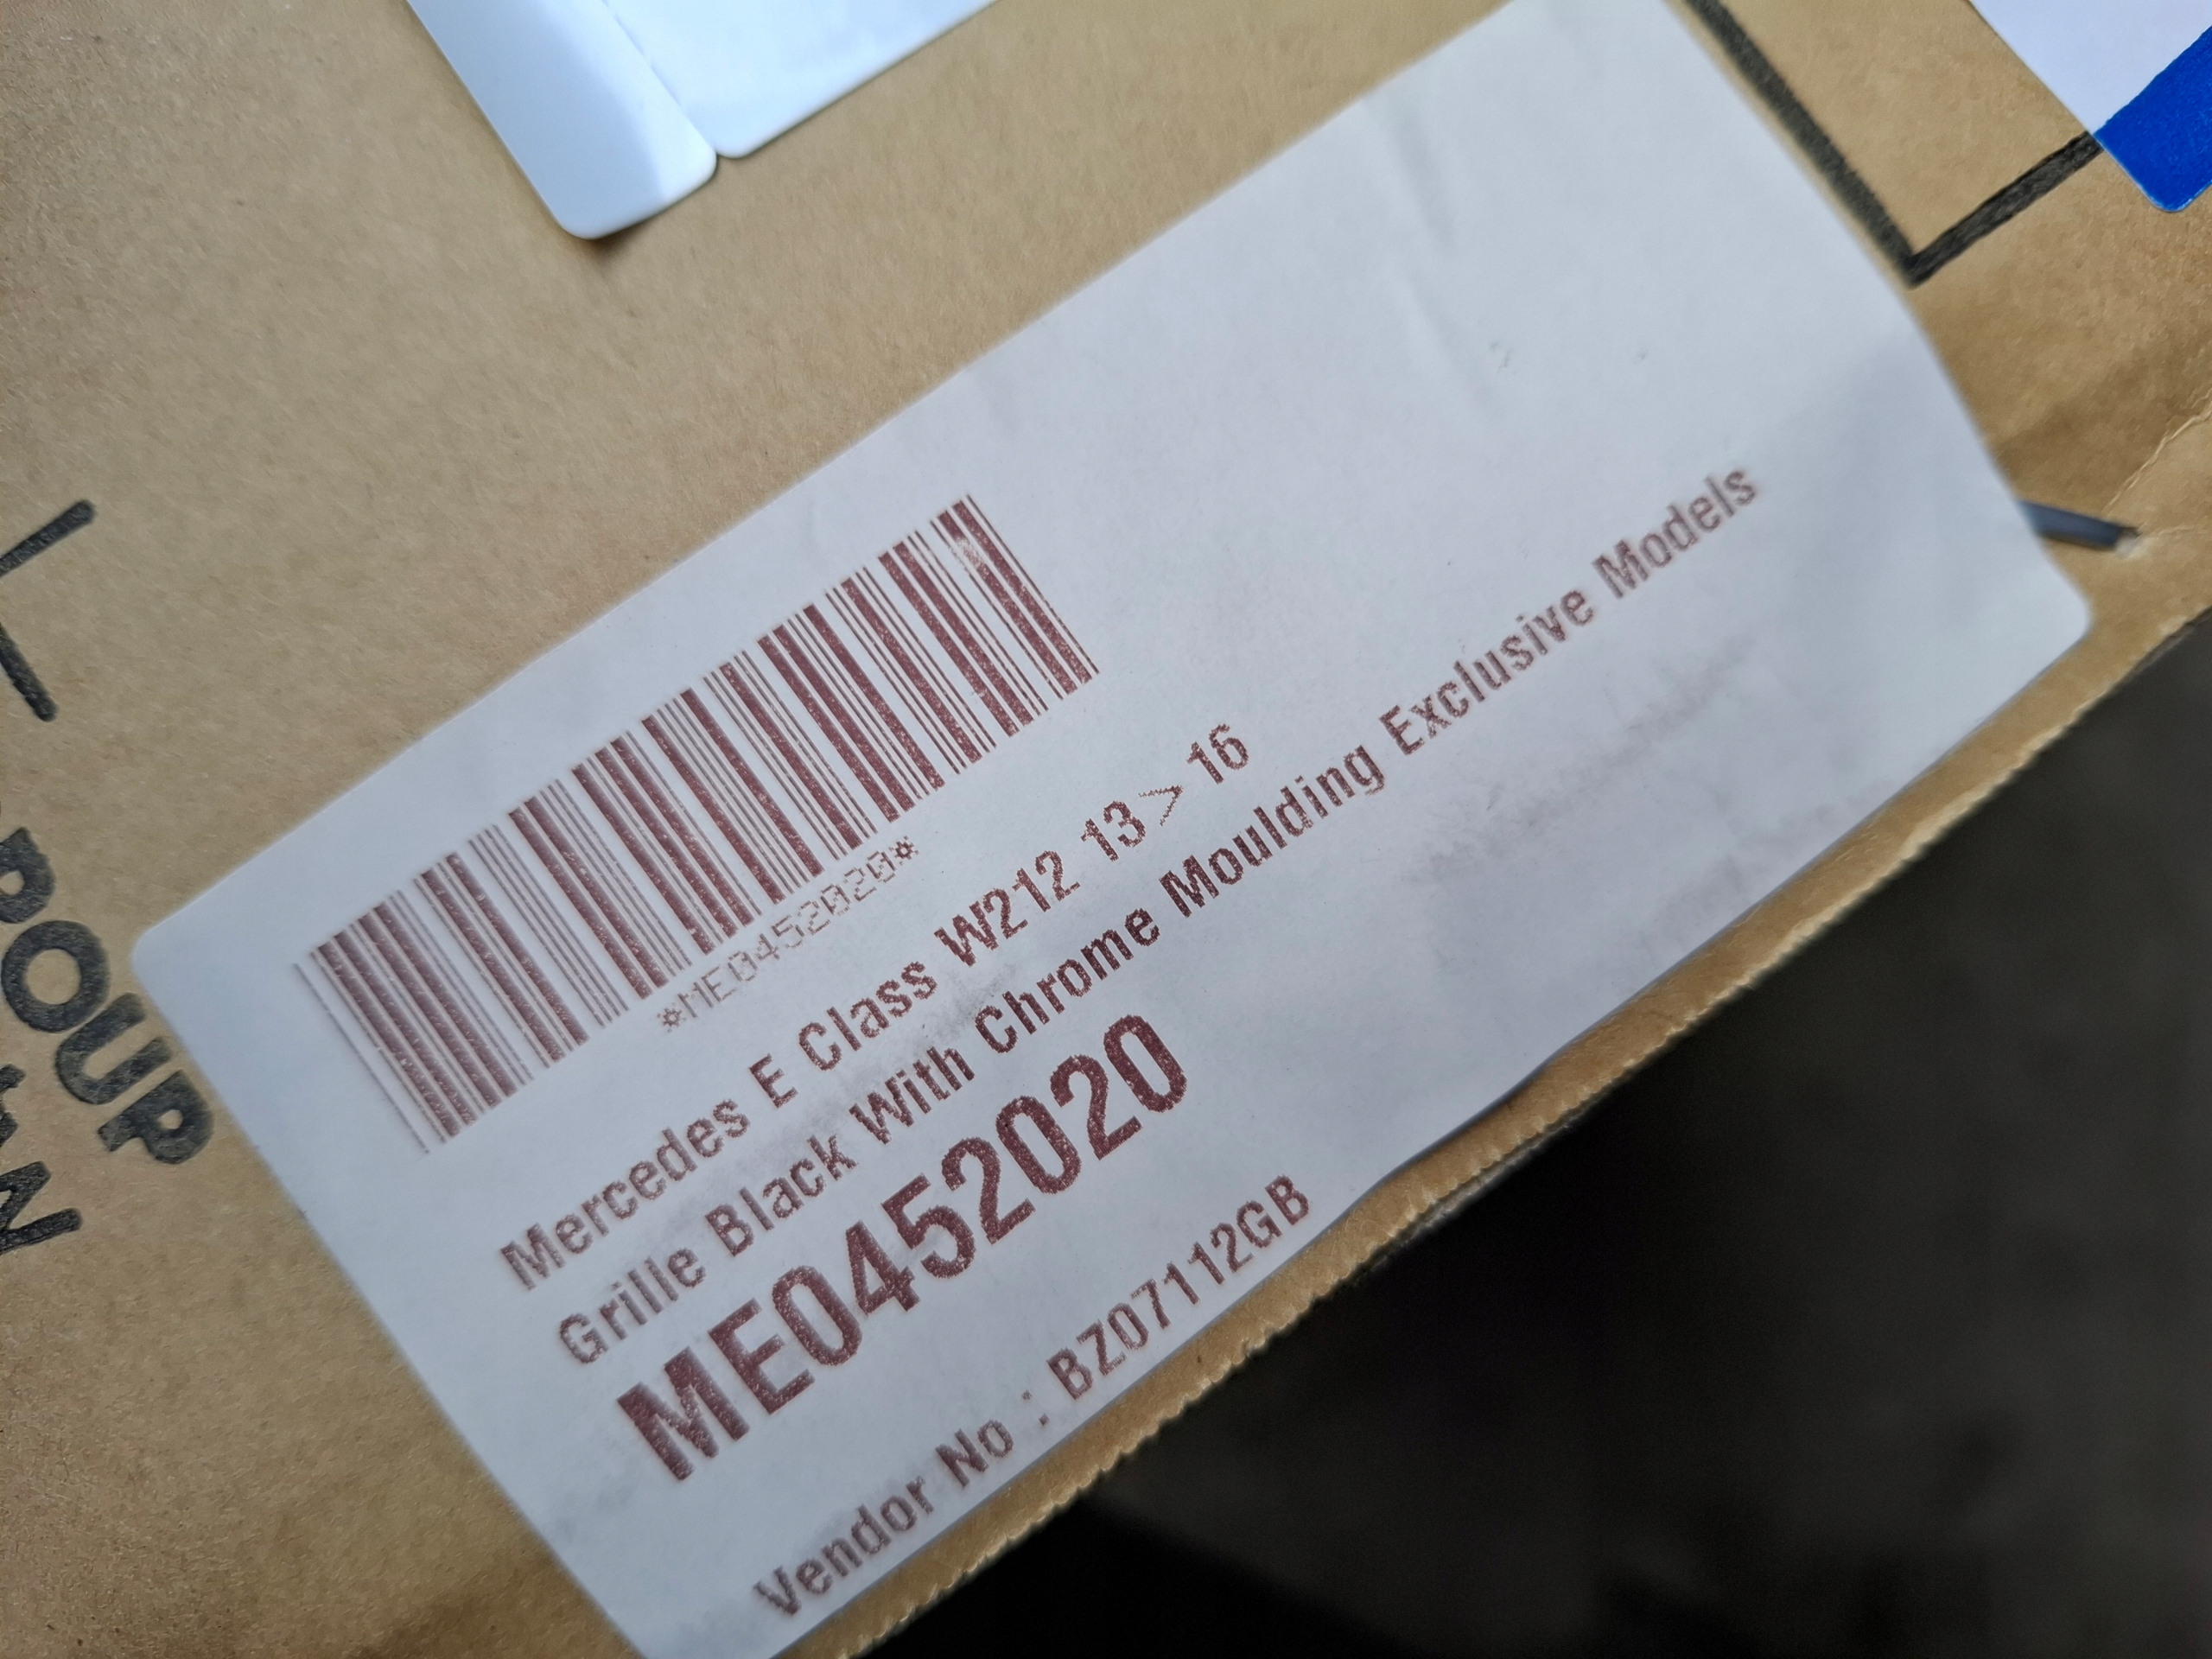 *ME0452020*
Mercedes E Class W212 13> 16
Grille Black With Chrome Moulding Exclusive Models
ME0452020
Vendor No : BZ07112GB